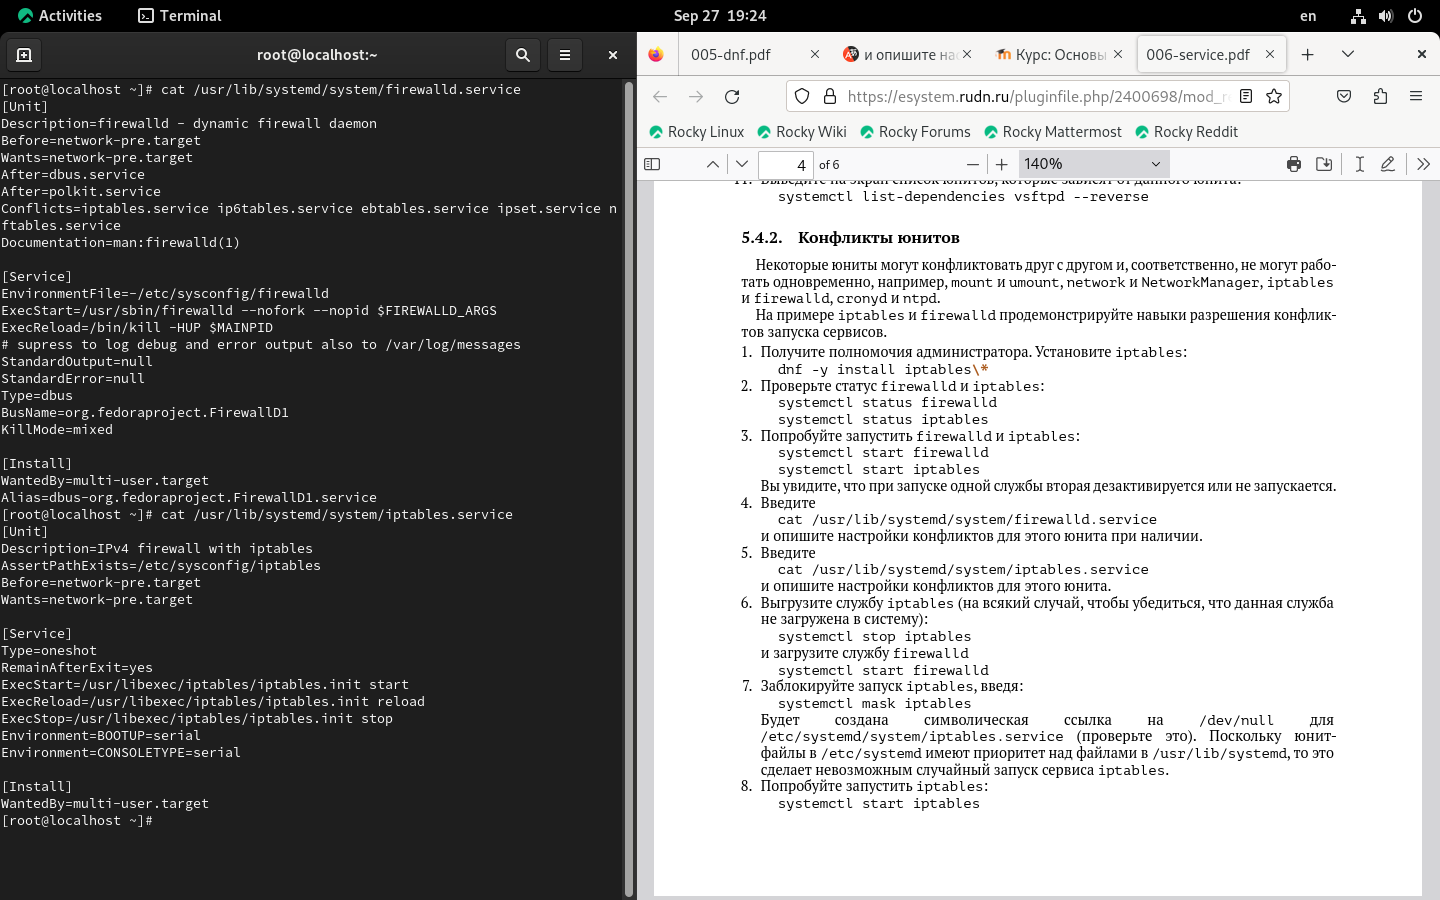 Activities
Terminal
Sep 27 19:24
en
root@localhost:~
[root@localhost ~]# cat /usr/lib/systemd/system/firewalld.service
[Unit]
Description=firewalld - dynamic firewall daemon
Before=network-pre.target
Wants=network-pre.target
After=dbus.service
After=polkit.service
Conflicts=iptables.service ip6tables.service ebtables.service ipset.service n
ftables.service
Documentation=man:firewalld(1)
[Service]
EnvironmentFile=-/etc/sysconfig/firewalld
ExecStart=/usr/sbin/firewalld --nofork --nopid $FIREWALLD_ARGS
ExecReload=/bin/kill -HUP $MAINPID
# supress to log debug and error output also to /var/log/messages
StandardOutput=null
StandardError=null
Type=dbus
BusName=org.fedoraproject.FirewallD1
KillMode=mixed
[Install]
WantedBy=multi-user.target
Alias=dbus-org.fedoraproject.FirewallD1.service
[root@localhost ~]# cat /usr/lib/systemd/system/iptables.service
[Unit]
Description=IPv4 firewall with iptables
AssertPathExists=/etc/sysconfig/iptables
Before=network-pre.target
Wants=network-pre.target
[Service]
Type=oneshot
RemainAfterExit=yes
ExecStart=/usr/libexec/iptables/iptables.init start
ExecReload=/usr/libexec/iptables/iptables.init reload
ExecStop=/usr/libexec/iptables/iptables.init stop
Environment=BOOTUP=serial
Environment=CONSOLETYPE=serial
[Install]
WantedBy=multi-user.target
[root@localhost ~]#
005-dnf.pdf
и опишите на
Курс: Основы
006-service.pdf
https://esystem.rudn.ru/pluginfile.php/2400698/mod_r
Rocky Linux
Rocky Wiki
Rocky Forums
Rocky Mattermost
Rocky Reddit
4 of 6
140%
11. Выведите на экран список юнитов, которые зависят от данного юнита:
systemctl list-dependencies vsftpd --reverse
5.4.2. Конфликты юнитов
Некоторые юниты могут конфликтовать друг с другом и, соответственно, не могут рабо-
тать одновременно, например, mount и umount, network и NetworkManager, iptables
и firewalld, cronyd и ntpd.
На примере iptables и firewalld продемонстрируйте навыки разрешения конфлик-
тов запуска сервисов.
1. Получите полномочия администратора. Установите iptables:
dnf -y install iptables\*
2. Проверьте статус firewalld и iptables:
systemctl status firewalld
systemctl status iptables
3. Попробуйте запустить firewalld и iptables:
systemctl start firewalld
systemctl start iptables
Вы увидите, что при запуске одной службы вторая дезактивируется или не запускается.
4. Введите
cat /usr/lib/systemd/system/firewalld.service
и опишите настройки конфликтов для этого юнита при наличии.
5. Введите
cat /usr/lib/systemd/system/iptables.service
и опишите настройки конфликтов для этого юнита.
6. Выгрузите службу iptables (на всякий случай, чтобы убедиться, что данная служба
не загружена в систему):
systemctl stop iptables
и загрузите службу firewalld
systemctl start firewalld
7. Заблокируйте запуск iptables, введя:
systemctl mask iptables
Будет создана символическая ссылка на /dev/null для
/etc/systemd/system/iptables.service (проверьте это). Поскольку юнит-
файлы в /etc/systemd имеют приоритет над файлами в /usr/lib/systemd, то это
сделает невозможным случайный запуск сервиса iptables.
8. Попробуйте запустить iptables:
systemctl start iptables